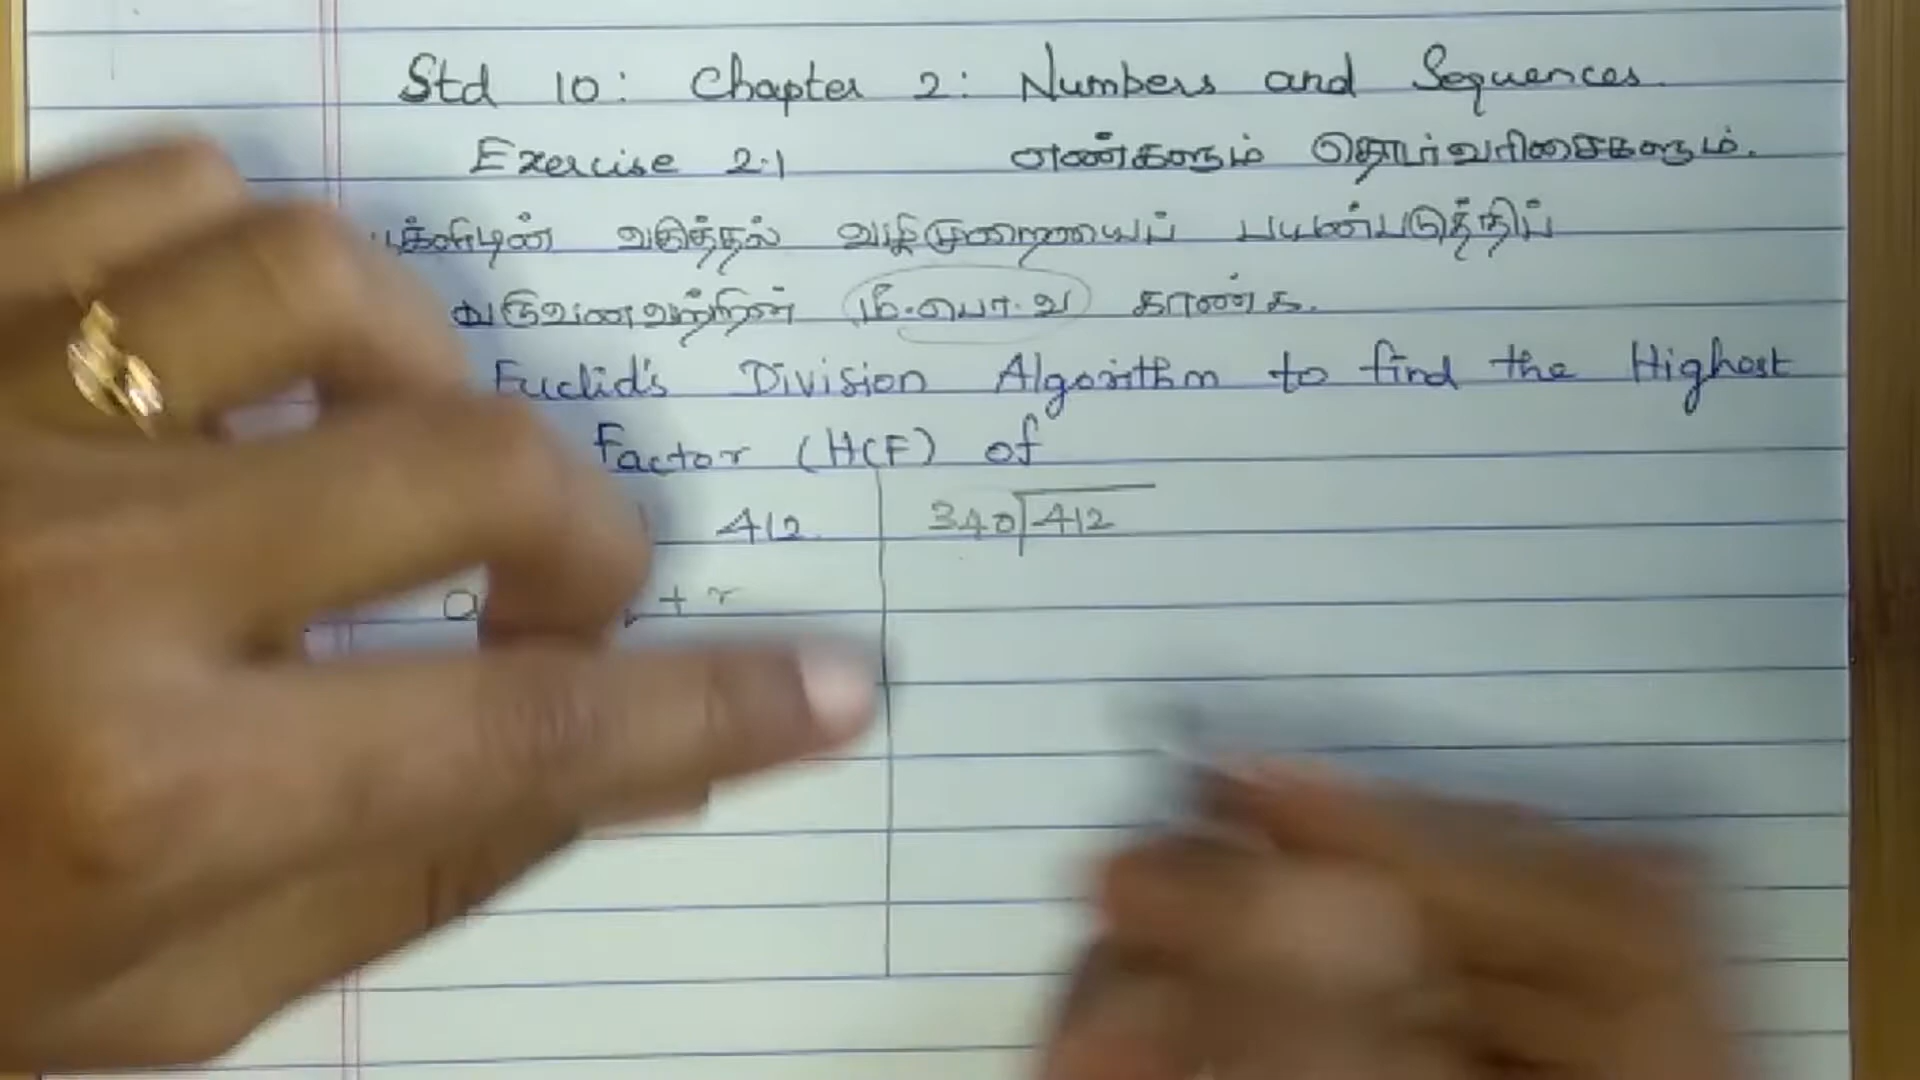 Std 10: Chapter 2: Numbers and Sequences.
Exercise 2.1 எண்களும் தொடர்வரிசைகளும்.
வகுத்தல் வழிமுறையைப் பயன்படுத்திப்
மீ.பொ.வ காண்க.
Euclid's Division Algorithm to find the Highest
Factor (HCF) of
412 340 412
a + r